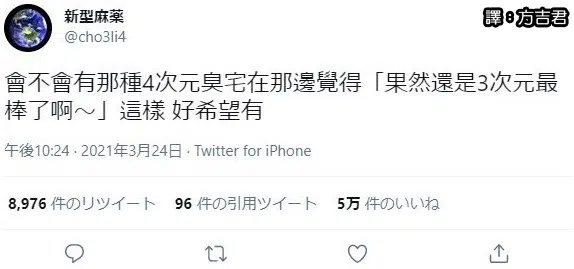 新型麻薬
@cho3li4
譯:方吉君
會不會有那種4次元臭宅在那邊覺得「果然還是3次元最
棒了啊～」這樣 好希望有
午後10:24 · 2021年3月24日 · Twitter for iPhone
8,976 件のリツイート 96 件の引用ツイート 5万 件のいいね